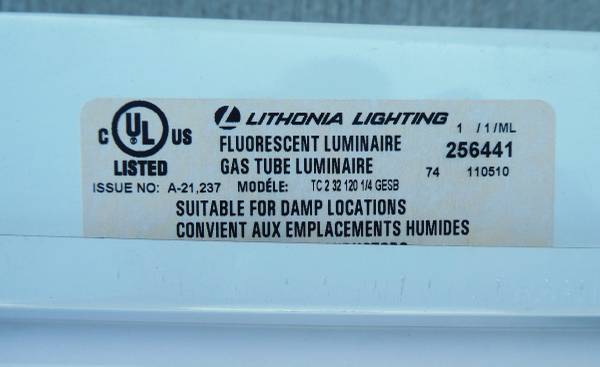 C UL US
LISTED
LITHONIA LIGHTING
1 / 1/ML
FLUORESCENT LUMINAIRE
256441
GAS TUBE LUMINAIRE
74 110510
ISSUE NO: A-21,237 MODÉLE: TC 2 32 120 1/4 GESB
SUITABLE FOR DAMP LOCATIONS
CONVIENT AUX EMPLACEMENTS HUMIDES